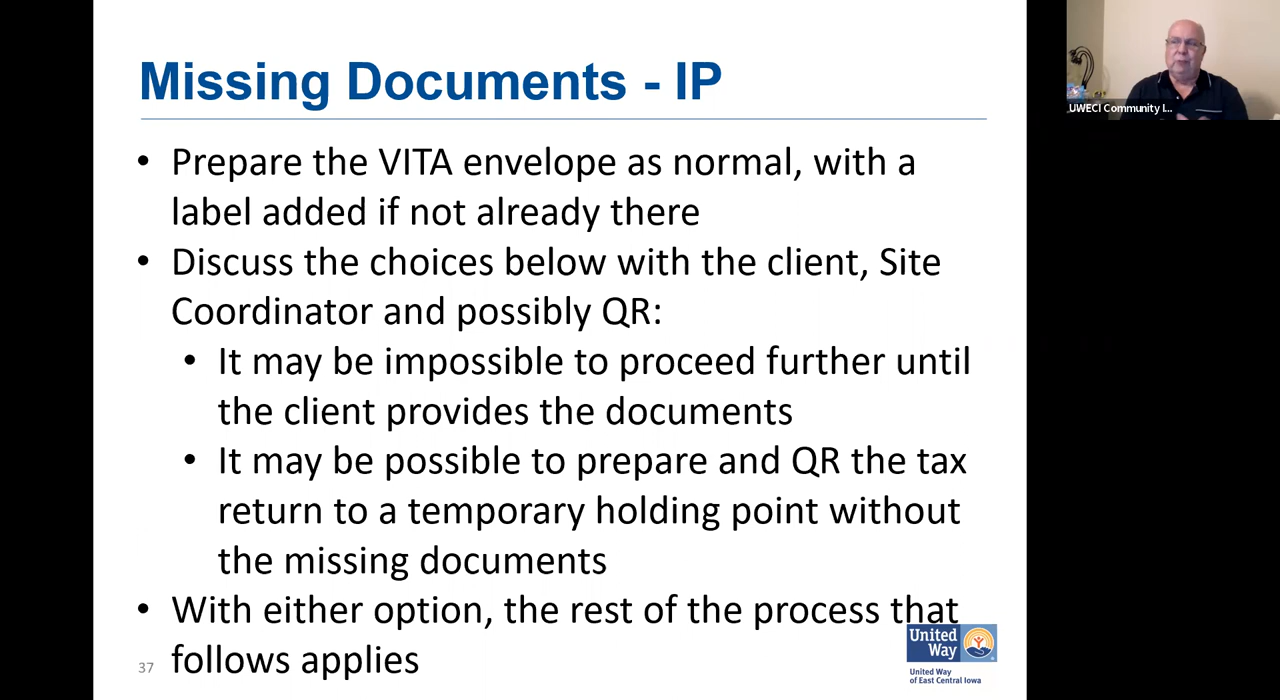 Missing Documents - IP
• Prepare the VITA envelope as normal, with a
label added if not already there
• Discuss the choices below with the client, Site
Coordinator and possibly QR:
• It may be impossible to proceed further until
the client provides the documents
• It may be possible to prepare and QR the tax
return to a temporary holding point without
the missing documents
• With either option, the rest of the process that
follows applies
37
United
Way
United Way
of East Central Iowa
UWECI Community I...